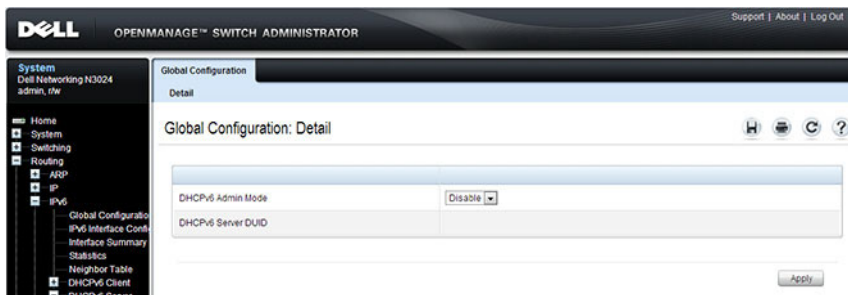 Support | About | Log Out
DELL OPENMANAGE™ SWITCH ADMINISTRATOR
System
Dell Networking N3024
admin, r/w
Global Configuration
Detail
Home
System
Switching
Routing
ARP
IP
IPv6
Global Configuratio
IPv6 Interface Confi
Interface Summary
Statistics
Neighbor Table
DHCPv6 Client
DHCPv6 Server
Global Configuration: Detail
DHCPv6 Admin Mode Disable
DHCPv6 Server DUID
Apply